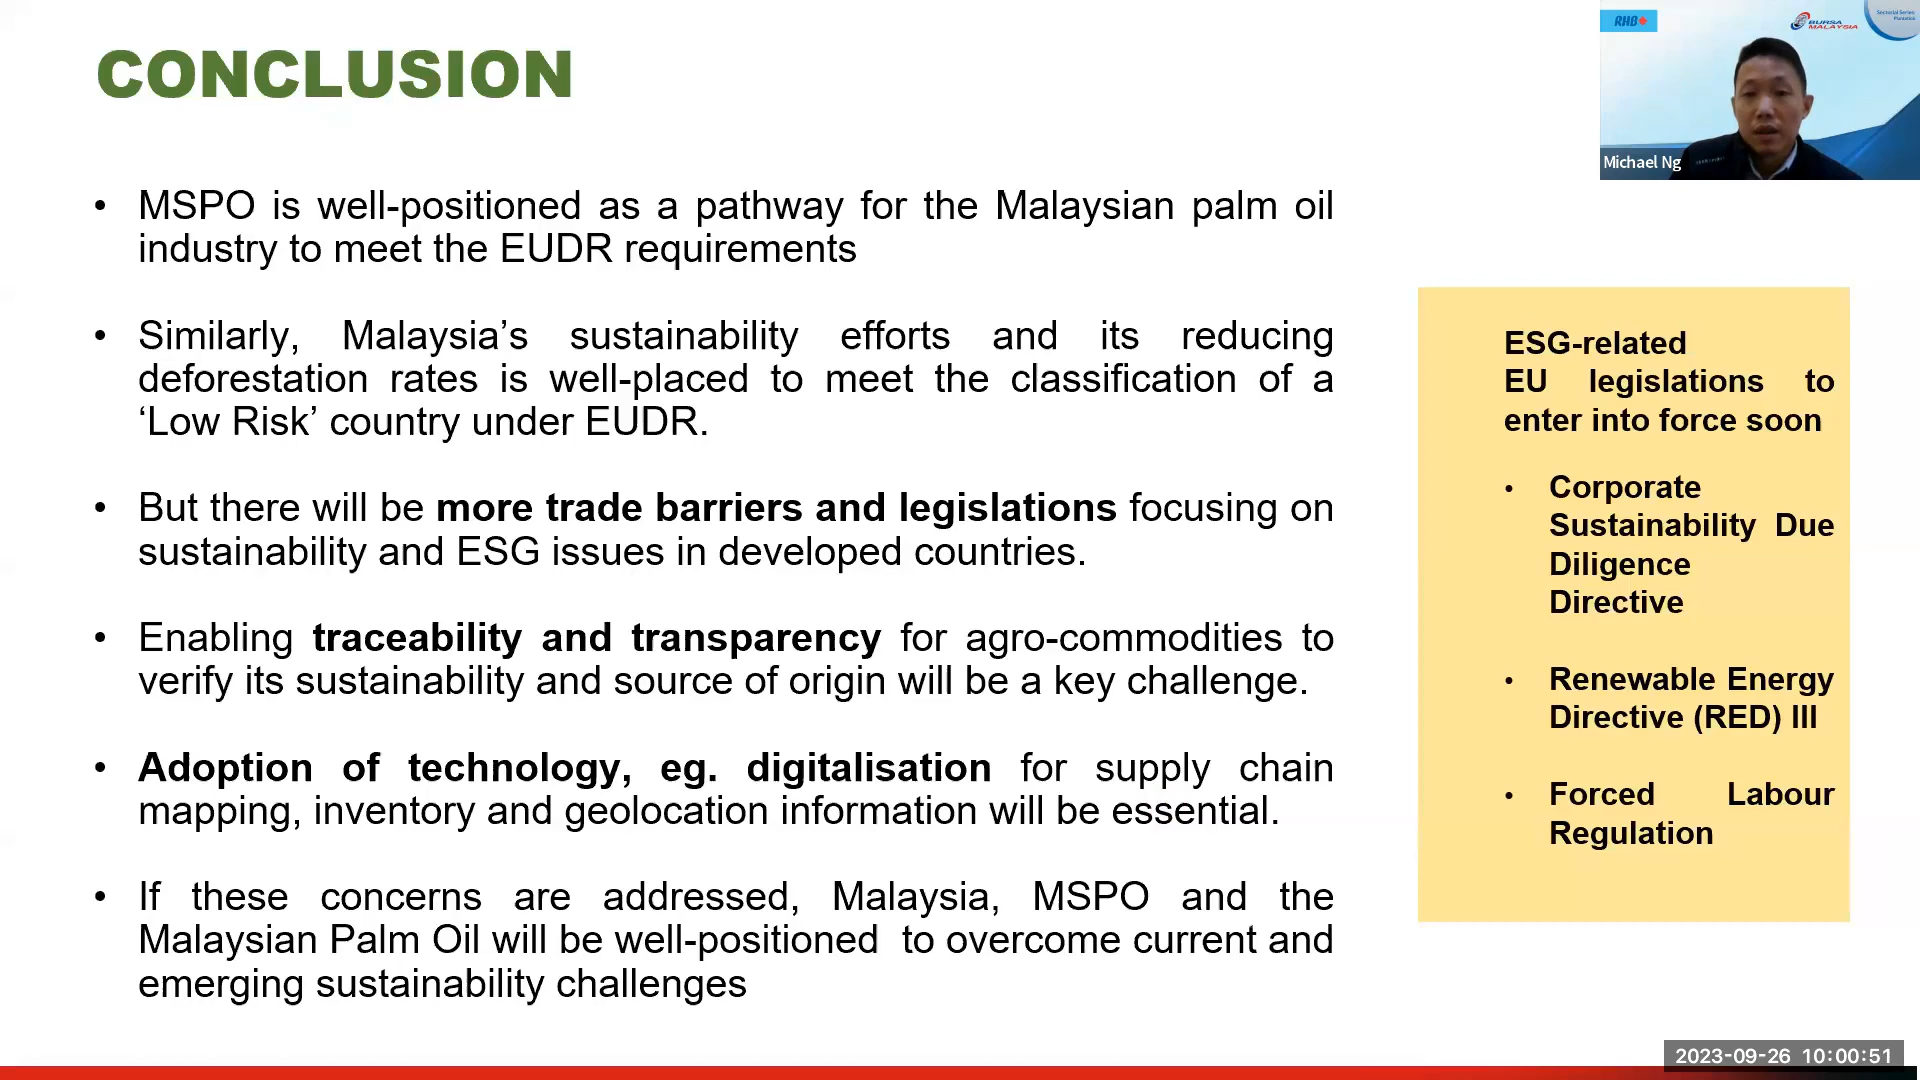 CONCLUSION
RHB
BURSA
MALAYSIA
Sectorial Series:
Plantation
Michael Ng
• MSPO is well-positioned as a pathway for the Malaysian palm oil
industry to meet the EUDR requirements
• Similarly, Malaysia’s sustainability efforts and its reducing
deforestation rates is well-placed to meet the classification of a
‘Low Risk’ country under EUDR.
• But there will be more trade barriers and legislations focusing on
sustainability and ESG issues in developed countries.
• Enabling traceability and transparency for agro-commodities to
verify its sustainability and source of origin will be a key challenge.
• Adoption of technology, eg. digitalisation for supply chain
mapping, inventory and geolocation information will be essential.
• If these concerns are addressed, Malaysia, MSPO and the
Malaysian Palm Oil will be well-positioned to overcome current and
emerging sustainability challenges
ESG-related
EU legislations to
enter into force soon
• Corporate
Sustainability Due
Diligence
Directive
• Renewable Energy
Directive (RED) III
• Forced Labour
Regulation
2023-09-26 10:00:51